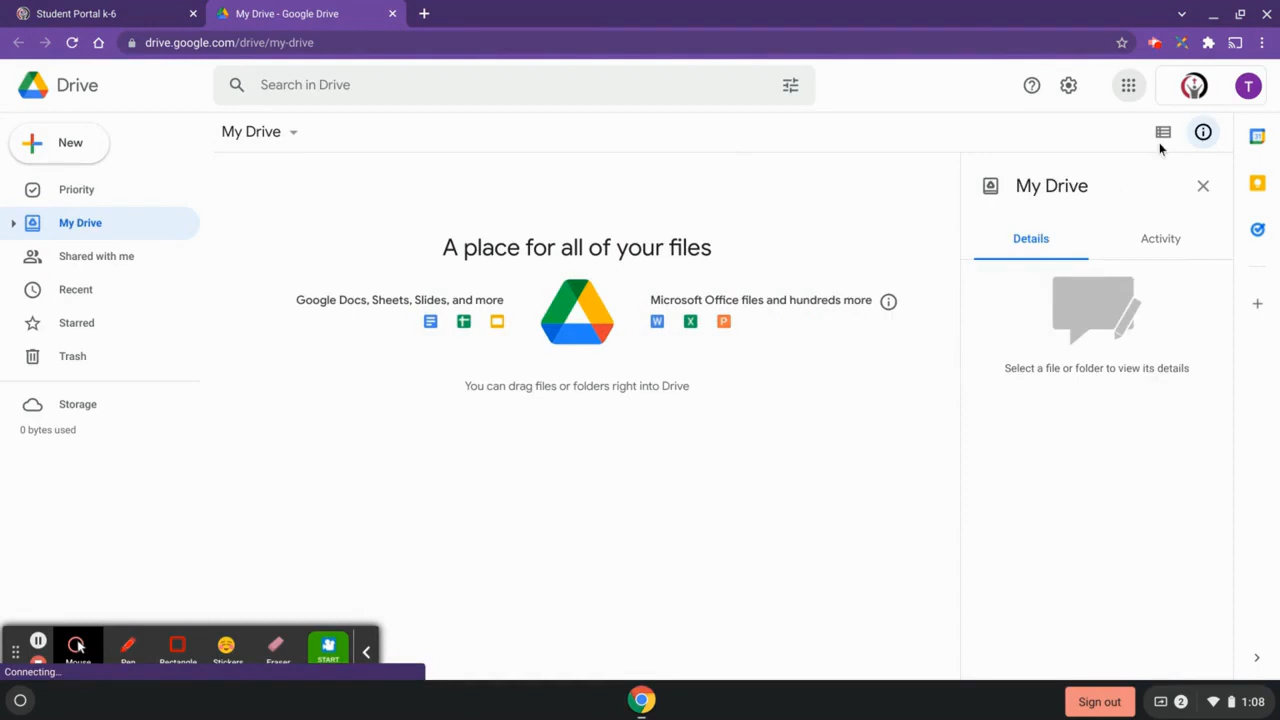 Student Portal k-6
My Drive - Google Drive
drive.google.com/drive/my-drive
Drive
Search in Drive
T
New
My Drive
Priority
My Drive
Shared with me
Recent
Starred
Trash
Storage
0 bytes used
A place for all of your files
Google Docs, Sheets, Slides, and more
Microsoft Office files and hundreds more
W X P
You can drag files or folders right into Drive
31
My Drive
Details
Activity
Select a file or folder to view its details
Mouse
Pen
Rectangle
Stickers
Eraser
START
Connecting...
Sign out
2
1:08